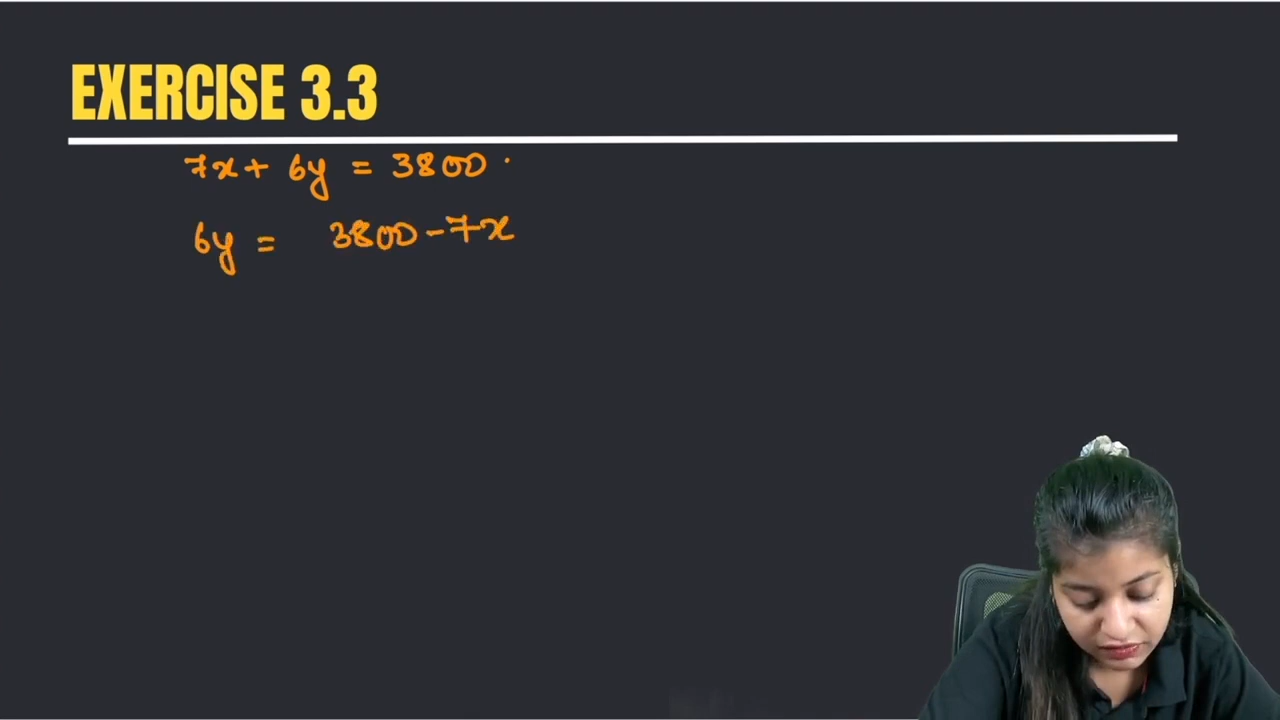 EXERCISE 3.3
7x + 6y = 3800
6y = 3800 - 7x